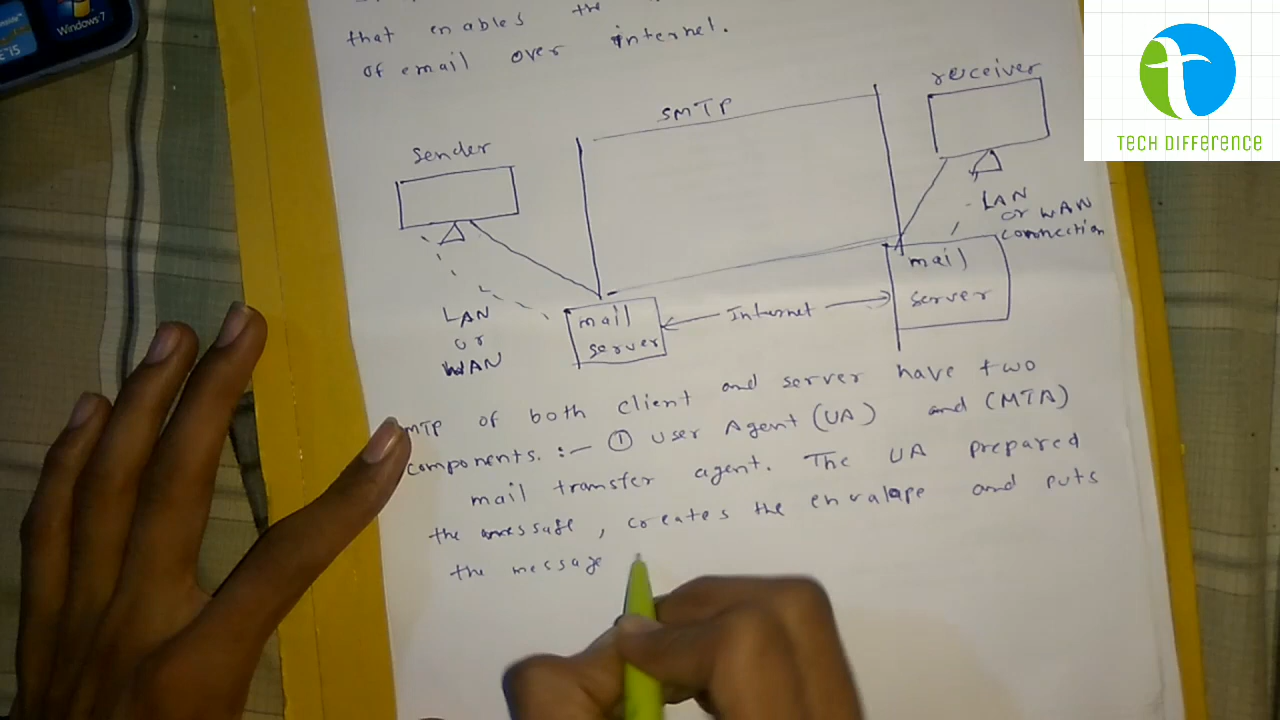 Windows 7
that enables the
of email over internet.
TECH DIFFERENCE
receiver
SMTP
sender
LAN
or WAN
connection
mail
server
Internet
mail
server
LAN
or
WAN
MTP of both client and server have two
components. :- ① User Agent (UA) and (MTA)
mail transfer agent. The UA prepared
the message, creates the envalope and puts
the message